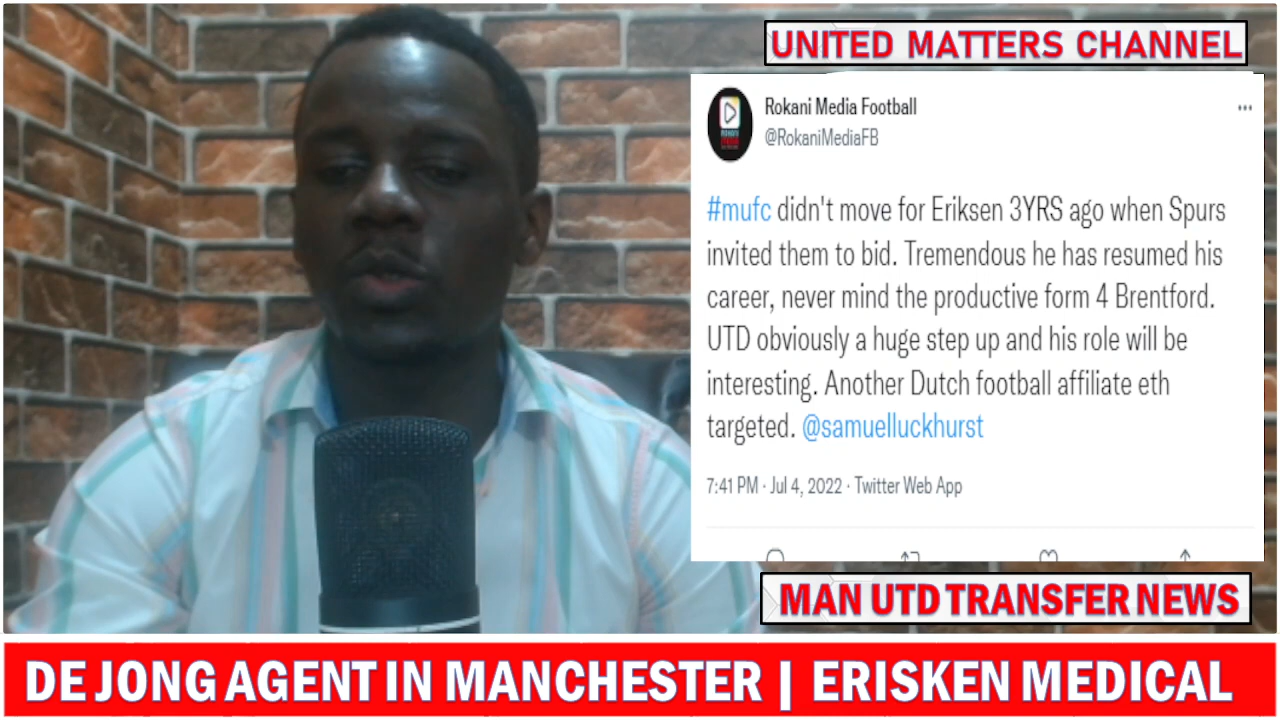 UNITED MATTERS CHANNEL
Rokani Media Football
@RokaniMediaFB
#mufc didn't move for Eriksen 3YRS ago when Spurs
invited them to bid. Tremendous he has resumed his
career, never mind the productive form 4 Brentford.
UTD obviously a huge step up and his role will be
interesting. Another Dutch football affiliate eth
targeted. @samuelluckhurst
7:41 PM · Jul 4, 2022 · Twitter Web App
MAN UTD TRANSFER NEWS
DE JONG AGENT IN MANCHESTER | ERISKEN MEDICAL